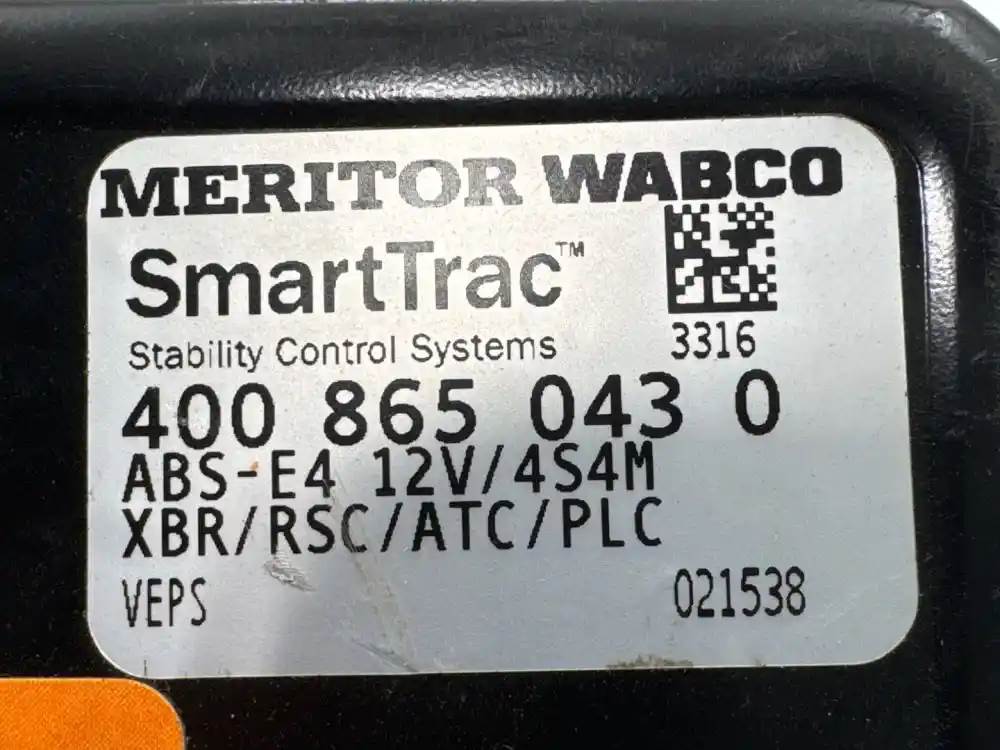 MERITOR WABCO
SmartTrac™
Stability Control Systems
3316
400 865 043 0
ABS-E4 12V/4S4M
XBR/RSC/ATC/PLC
VEPS
021538